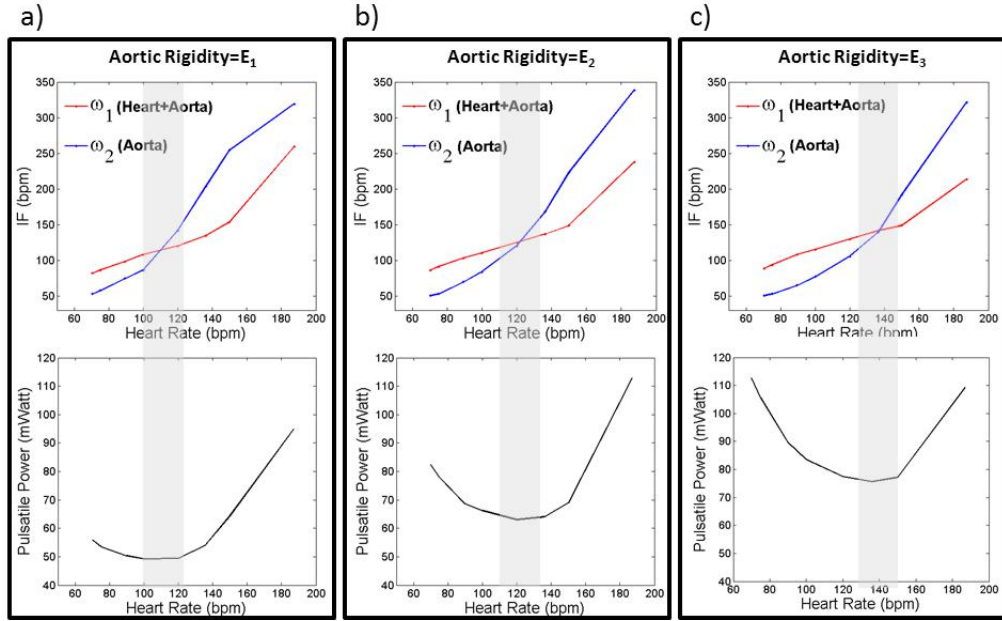 a)
Aortic Rigidity=E1
350
300
250
200
150
100
50
IF (bpm)
ω1 (Heart+Aorta)
ω2 (Aorta)
60 80 100 120 140 160 180 200
Heart Rate (bpm)
120
110
100
90
80
70
60
50
40
Pulsatile Power (mWatt)
60 80 100 120 140 160 180 200
Heart Rate (bpm)
b)
Aortic Rigidity=E2
350
300
250
200
150
100
50
IF (bpm)
ω1 (Heart+Aorta)
ω2 (Aorta)
60 80 100 120 140 160 180 200
Heart Rate (bpm)
120
110
100
90
80
70
60
50
40
Pulsatile Power (mWatt)
60 80 100 120 140 160 180 200
Heart Rate (bpm)
c)
Aortic Rigidity=E3
350
300
250
200
150
100
50
IF (bpm)
ω1 (Heart+Aorta)
ω2 (Aorta)
60 80 100 120 140 160 180 200
Heart Rate (bpm)
120
110
100
90
80
70
60
50
40
Pulsatile Power (mWatt)
60 80 100 120 140 160 180 200
Heart Rate (bpm)